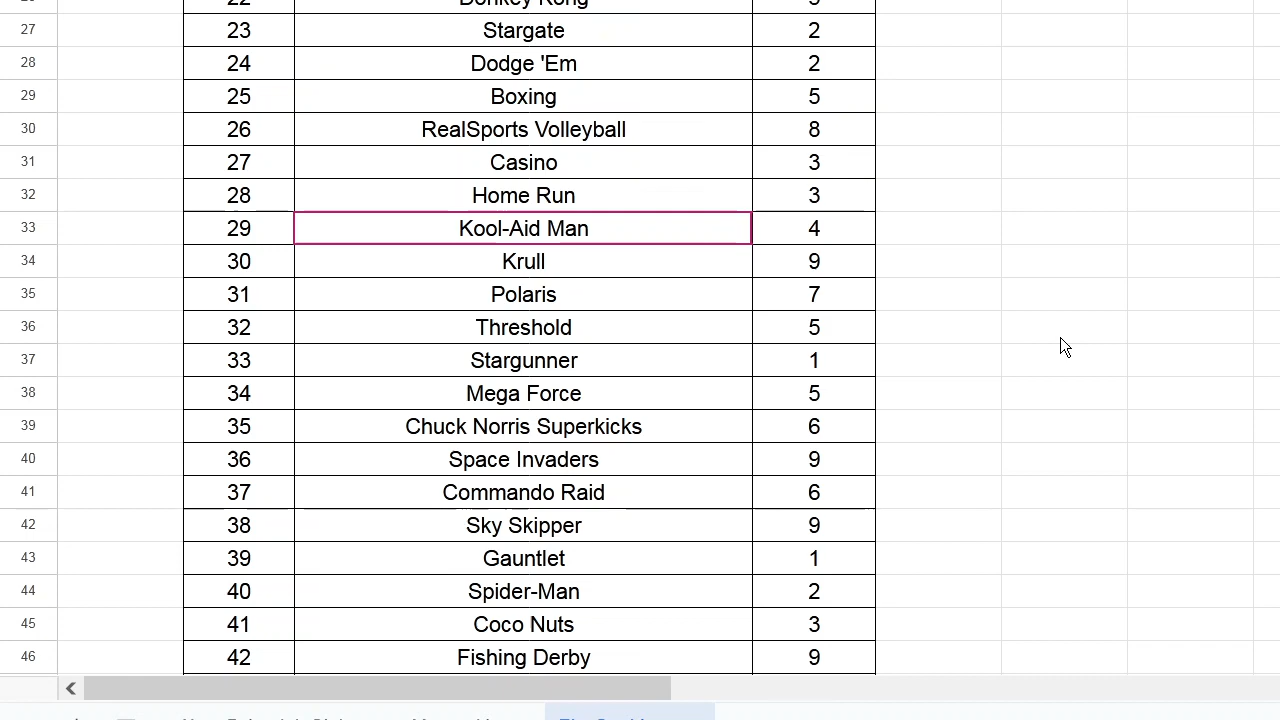 22 Donkey Kong
27 23 Stargate 2
28 24 Dodge 'Em 2
29 25 Boxing 5
30 26 RealSports Volleyball 8
31 27 Casino 3
32 28 Home Run 3
33 29 Kool-Aid Man 4
34 30 Krull 9
35 31 Polaris 7
36 32 Threshold 5
37 33 Stargunner 1
38 34 Mega Force 5
39 35 Chuck Norris Superkicks 6
40 36 Space Invaders 9
41 37 Commando Raid 6
42 38 Sky Skipper 9
43 39 Gauntlet 1
44 40 Spider-Man 2
45 41 Coco Nuts 3
46 42 Fishing Derby 9